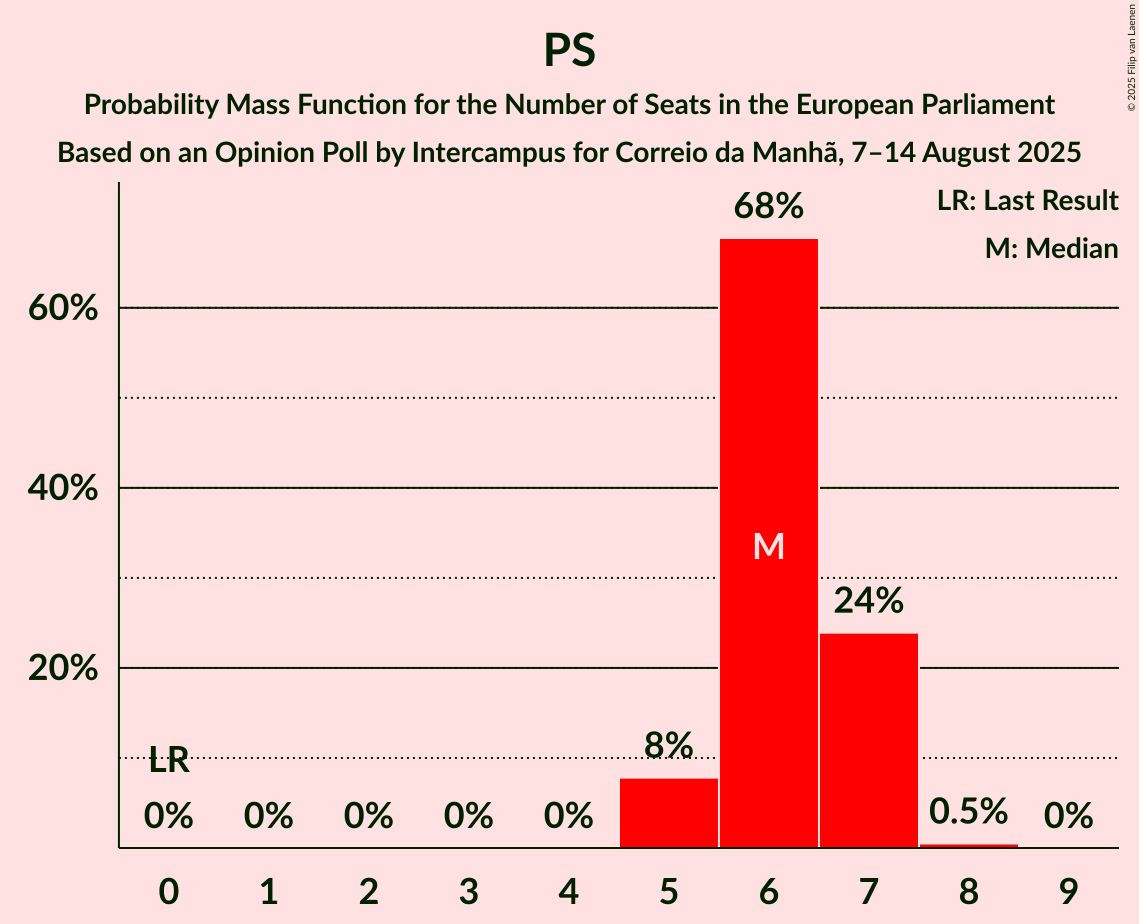 PS
Probability Mass Function for the Number of Seats in the European Parliament
Based on an Opinion Poll by Intercampus for Correio da Manhã, 7–14 August 2025
© 2025 Filip van Laenen
LR: Last Result
M: Median
68%
60%
40%
M
24%
20%
8%
LR
0% 0% 0% 0% 0% 0.5% 0%
0 1 2 3 4 5 6 7 8 9